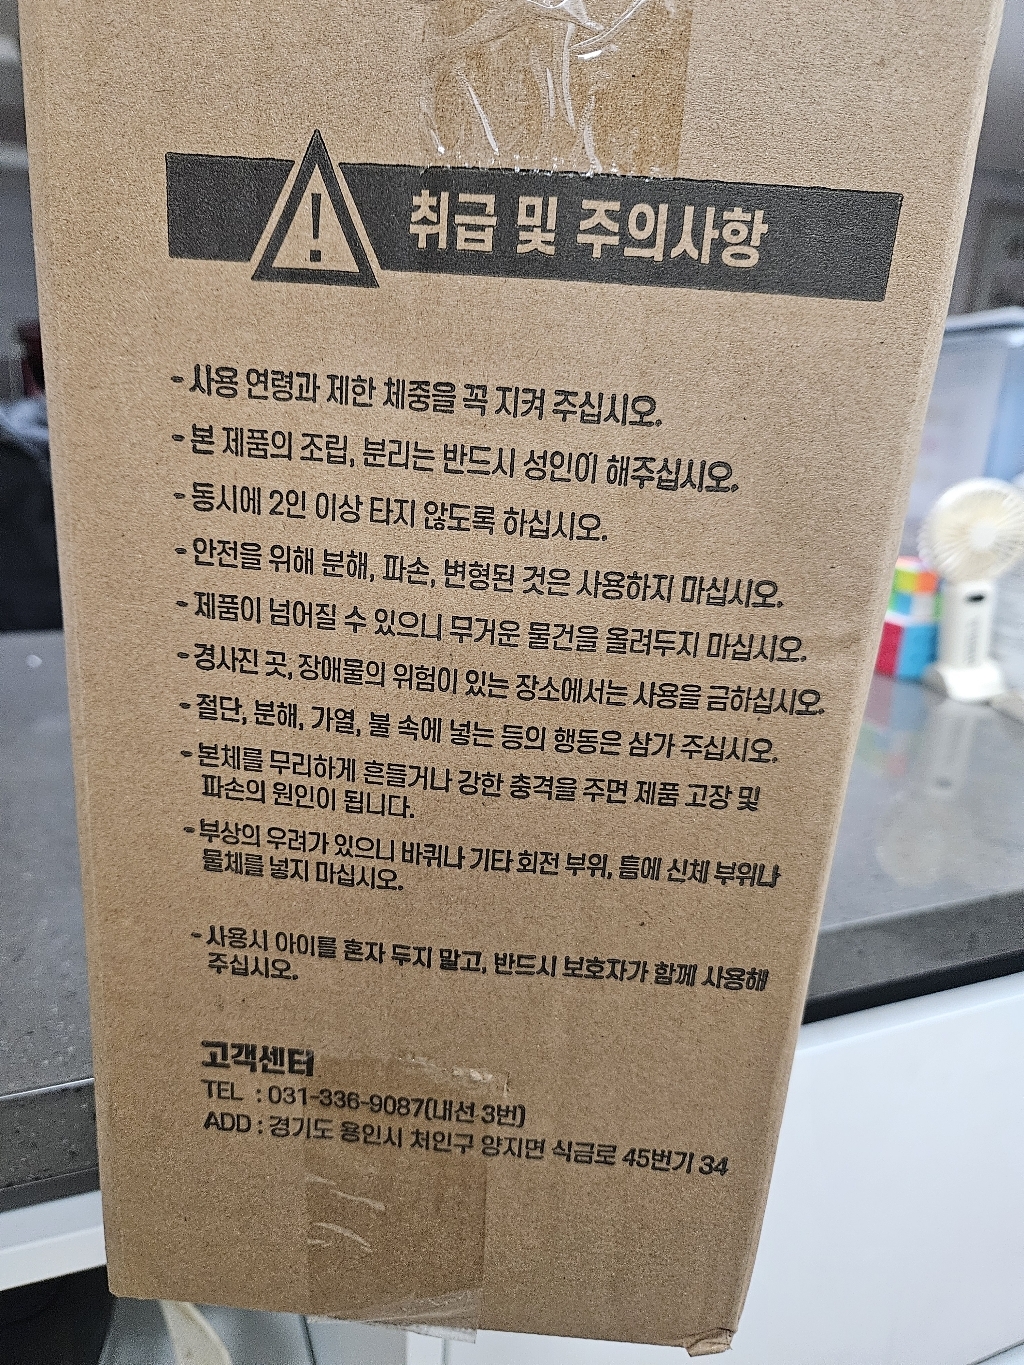 취급 및 주의사항
- 사용 연령과 제한 체중을 꼭 지켜 주십시오.
- 본 제품의 조립, 분리는 반드시 성인이 해주십시오.
- 동시에 2인 이상 타지 않도록 하십시오.
- 안전을 위해 분해, 파손, 변형된 것은 사용하지 마십시오.
- 제품이 넘어질 수 있으니 무거운 물건을 올려두지 마십시오.
- 경사진 곳, 장애물의 위험이 있는 장소에서는 사용을 금하십시오.
- 절단, 분해, 가열, 불 속에 넣는 등의 행동은 삼가 주십시오.
- 본체를 무리하게 흔들거나 강한 충격을 주면 제품 고장 및
파손의 원인이 됩니다.
- 부상의 우려가 있으니 바퀴나 기타 회전 부위, 틈에 신체 부위나
물체를 넣지 마십시오.
- 사용시 아이를 혼자 두지 말고, 반드시 보호자가 함께 사용해
주십시오.
고객센터
TEL : 031-336-9087(내선 3번)
ADD : 경기도 용인시 처인구 양지면 식금로 45번기 34